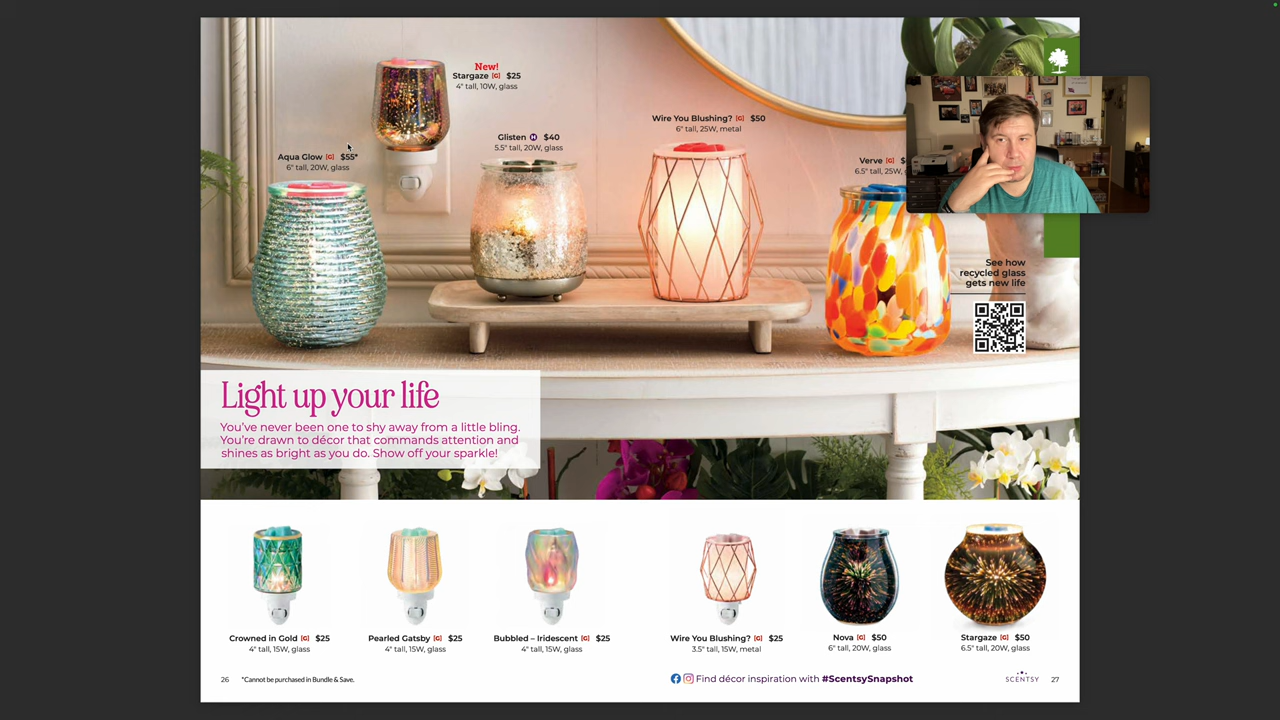 New!
Stargaze [G] $25
4" tall, 10W, glass
Wire You Blushing? [G] $50
6" tall, 25W, metal
Glisten H $40
5.5" tall, 20W, glass
Aqua Glow [G] $55*
6" tall, 20W, glass
Verve [G]
6.5" tall, 25W,
See how
recycled glass
gets new life
Light up your life
You've never been one to shy away from a little bling.
You're drawn to décor that commands attention and
shines as bright as you do. Show off your sparkle!
Crowned in Gold [G] $25
4" tall, 15W, glass
Pearled Gatsby [G] $25
4" tall, 15W, glass
Bubbled – Iridescent [G] $25
4" tall, 15W, glass
Wire You Blushing? [G] $25
3.5" tall, 15W, metal
Nova [G] $50
6" tall, 20W, glass
Stargaze [G] $50
6.5" tall, 20W, glass
26 *Cannot be purchased in Bundle & Save.
Find décor inspiration with #ScentsySnapshot
SCENTSY 27